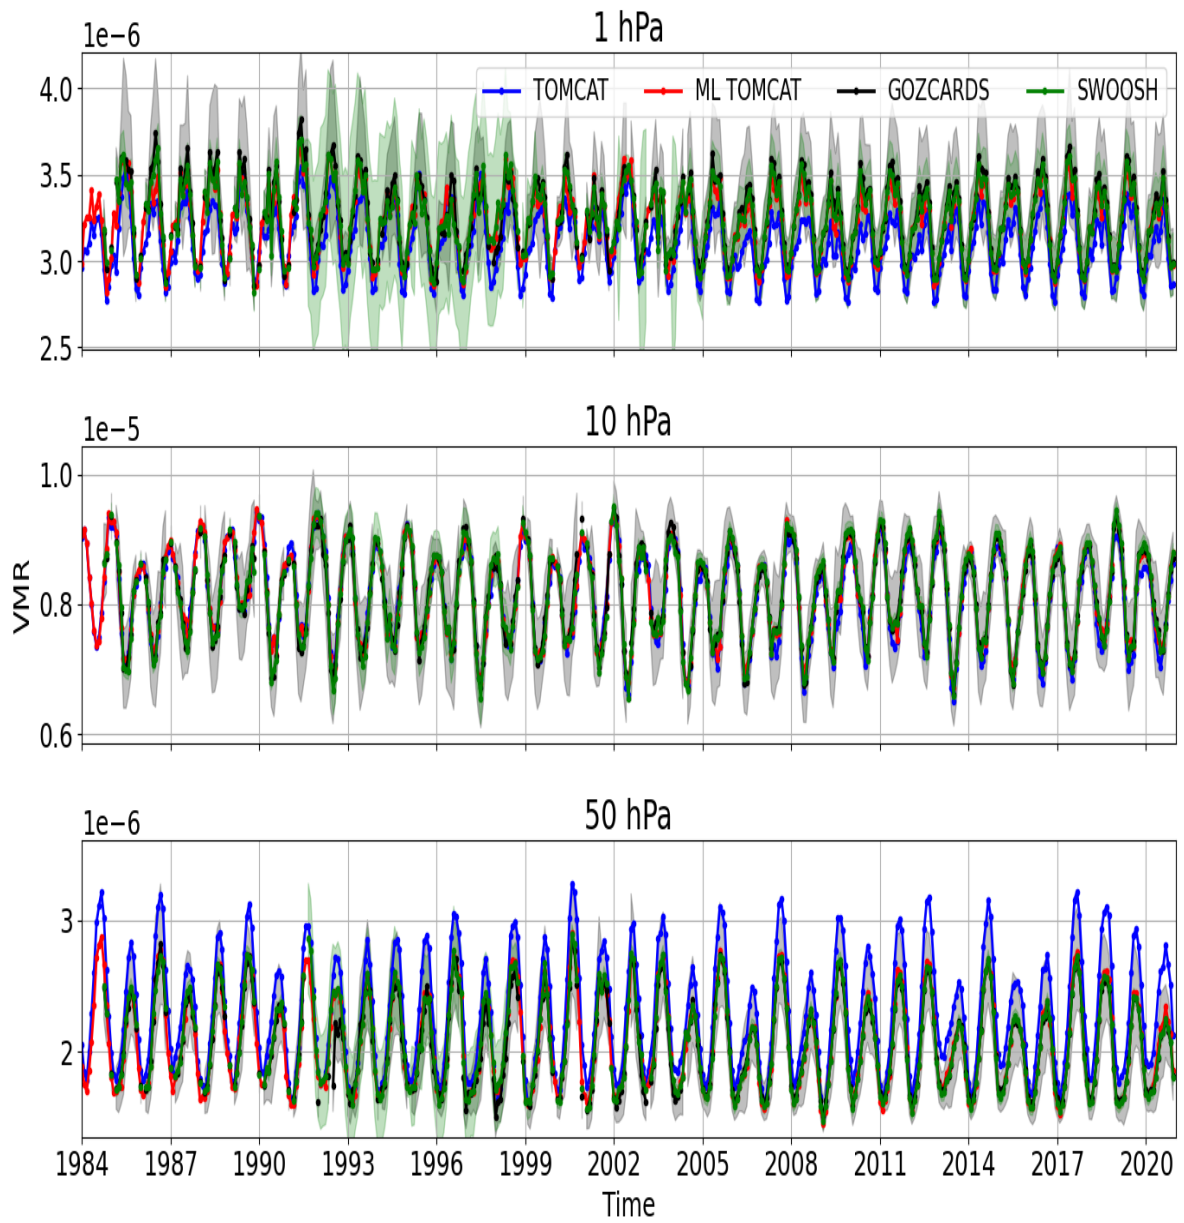 1 hPa
1e−6
TOMCAT ML TOMCAT GOZCARDS SWOOSH
4.0
3.5
3.0
2.5
10 hPa
1e−5
1.0
0.8
0.6
VMR
50 hPa
1e−6
3
2
1984 1987 1990 1993 1996 1999 2002 2005 2008 2011 2014 2017 2020
Time